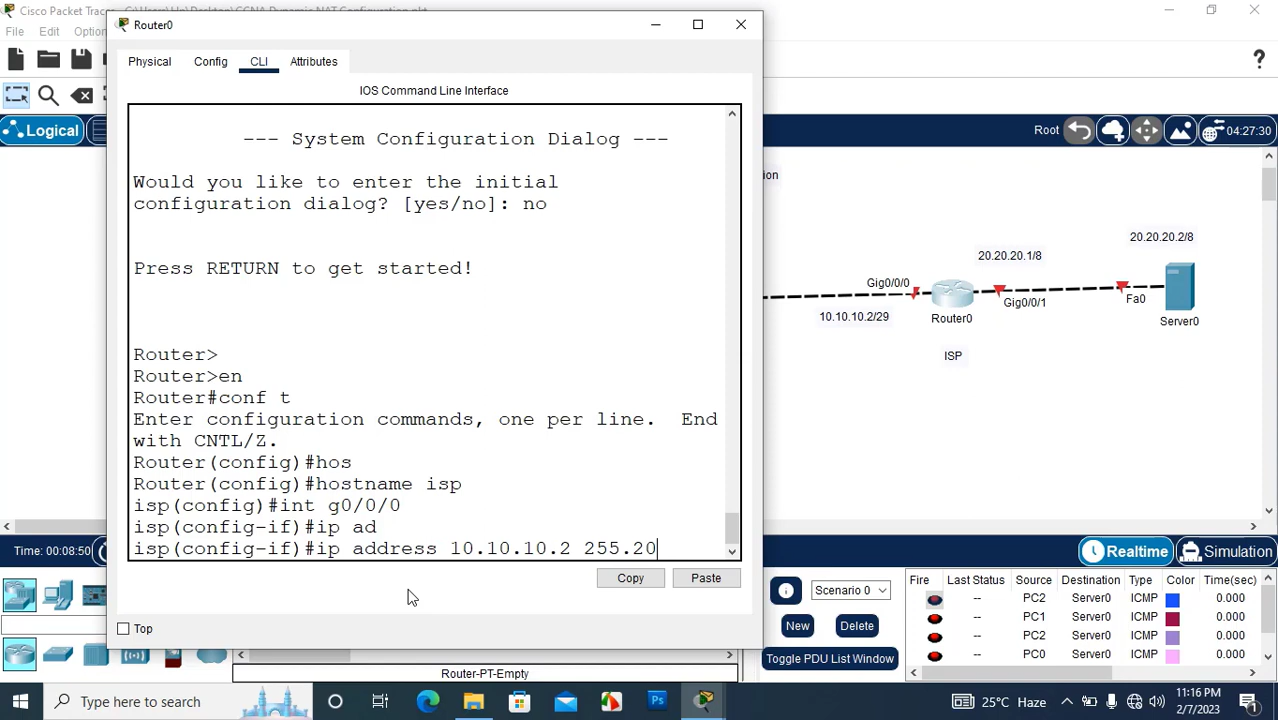 Cisco Packet Trace
Router0
File
Edit
Option
Physical
Config
CLI
Attributes
IOS Command Line Interface
--- System Configuration Dialog ---
Would you like to enter the initial
configuration dialog? [yes/no]: no
Press RETURN to get started!
Router>
Router>en
Router#conf t
Enter configuration commands, one per line. End
with CNTL/Z.
Router(config)#hos
Router(config)#hostname isp
isp(config)#int g0/0/0
isp(config-if)#ip ad
isp(config-if)#ip address 10.10.10.2 255.20
Copy
Paste
Top
Logical
Root
04:27:30
ion
20.20.20.2/8
20.20.20.1/8
Gig0/0/0
Fa0
Gig0/0/1
10.10.10.2/29
Router0
Server0
ISP
Time: 00:08:50
Realtime
Simulation
Scenario 0
New
Delete
Toggle PDU List Window
Fire Last Status Source Destination Type Color Time(sec)
-- PC2 Server0 ICMP 0.000
-- PC1 Server0 ICMP 0.000
-- PC2 Server0 ICMP 0.000
-- PC0 Server0 ICMP 0.000
Router-PT-Empty
Type here to search
Ps
25°C Haze
11:16 PM
2/7/2023
1